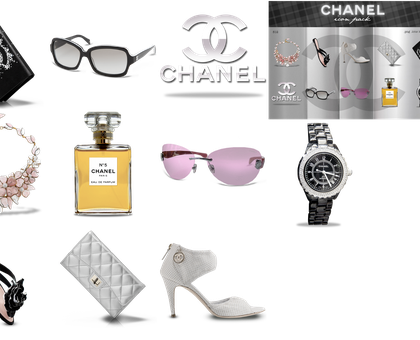 CHANEL
CHANEL
icon pack
CHANEL
N°5
CHANEL
PARIS
EAU DE PARFUM